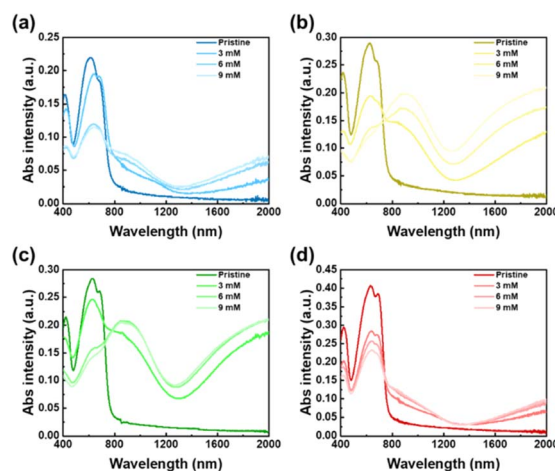 (a)
Abs intensity (a.u.)
0.25
0.20
0.15
0.10
0.05
0.00
Pristine
3 mM
6 mM
9 mM
400 800 1200 1600 2000
Wavelength (nm)
(b)
Abs intensity (a.u.)
0.30
0.25
0.20
0.15
0.10
0.05
0.00
Pristine
3 mM
6 mM
9 mM
400 800 1200 1600 2000
Wavelength (nm)
(c)
Abs intensity (a.u.)
0.30
0.25
0.20
0.15
0.10
0.05
0.00
Pristine
3 mM
6 mM
9 mM
400 800 1200 1600 2000
Wavelength (nm)
(d)
Abs intensity (a.u.)
0.45
0.40
0.35
0.30
0.25
0.20
0.15
0.10
0.05
0.00
Pristine
3 mM
6 mM
9 mM
400 800 1200 1600 2000
Wavelength (nm)